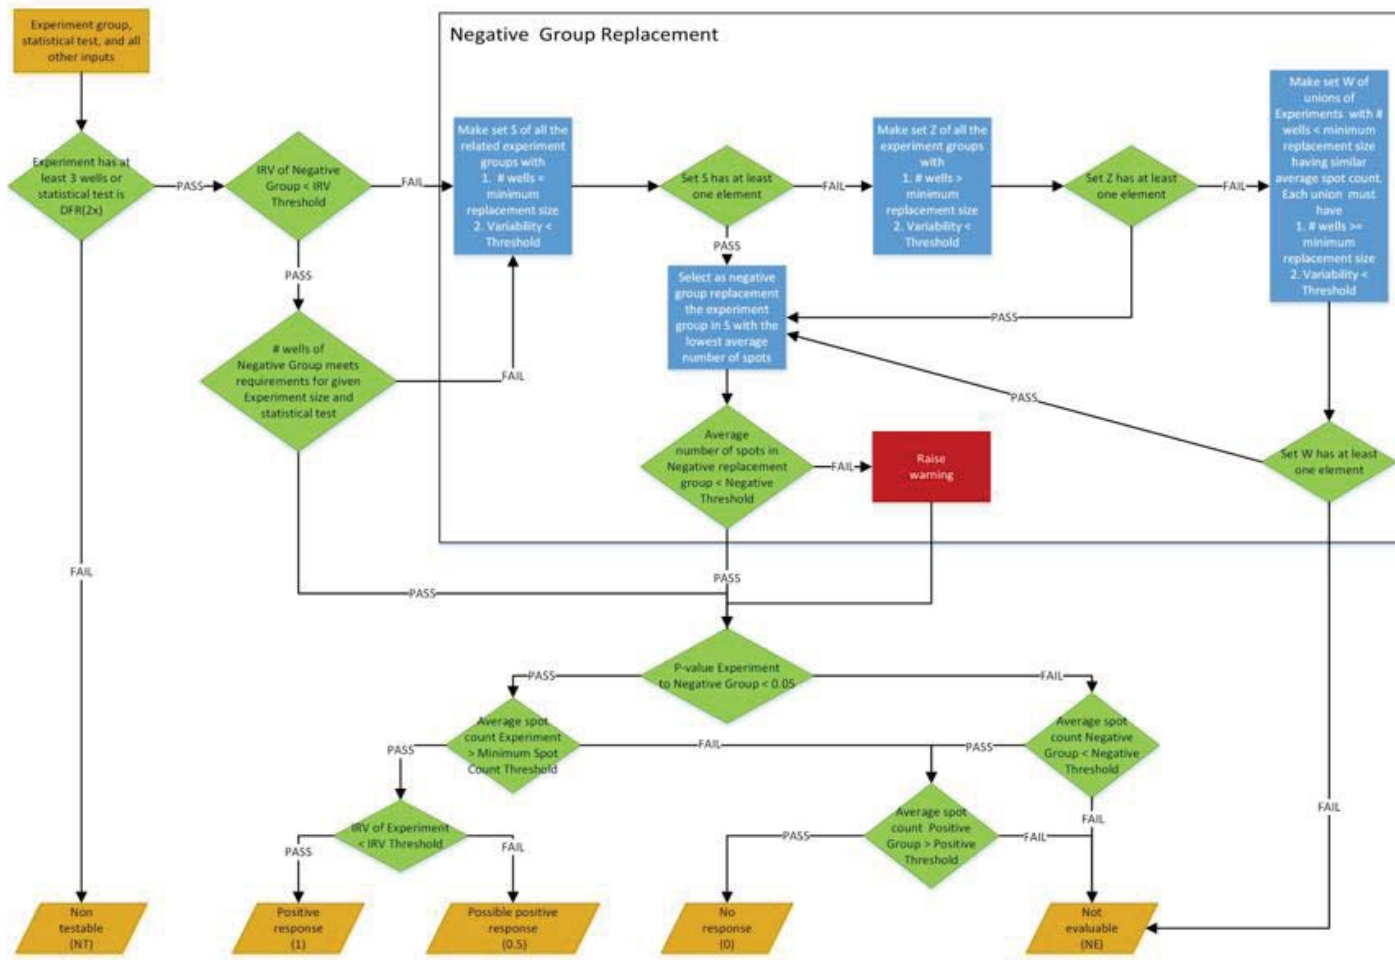 Experiment group,
statistical test, and all
other inputs
Negative Group Replacement
Experiment has at
least 3 wells or
statistical test is
DFR(2x)
PASS
IRV of Negative
Group < IRV
Threshold
FAIL
Make set S of all the
related experiment
groups with
1. # wells =
minimum
replacement size
2. Variability <
Threshold
Set S has at least
one element
FAIL
Make set Z of all the
experiment groups
with
1. # wells >
minimum
replacement size
2. Variability <
Threshold
Set Z has at least
one element
FAIL
Make set W of
unions of
Experiments with #
wells < minimum
replacement size
having similar
average spot count.
Each union must
have
1. # wells >=
minimum
replacement size
2. Variability <
Threshold
PASS
PASS
Select as negative
group replacement
the experiment
group in S with the
lowest average
number of spots
PASS
# wells of
Negative Group meets
requirements for given
Experiment size and
statistical test
FAIL
PASS
Average
number of spots in
Negative replacement
group < Negative
Threshold
FAIL
Raise
warning
Set W has at least
one element
FAIL
PASS
PASS
P-value Experiment
to Negative Group < 0.05
PASS
FAIL
Average spot
count Experiment
> Minimum Spot
Count Threshold
PASS
FAIL
PASS
Average spot
count Negative
Group < Negative
Threshold
FAIL
FAIL
IRV of Experiment
< IRV Threshold
PASS
FAIL
Average spot
count Positive
Group > Positive
Threshold
PASS
FAIL
Non
testable
(NT)
Positive
response
(1)
Possible positive
response
(0.5)
No
response
(0)
Not
evaluable
(NE)